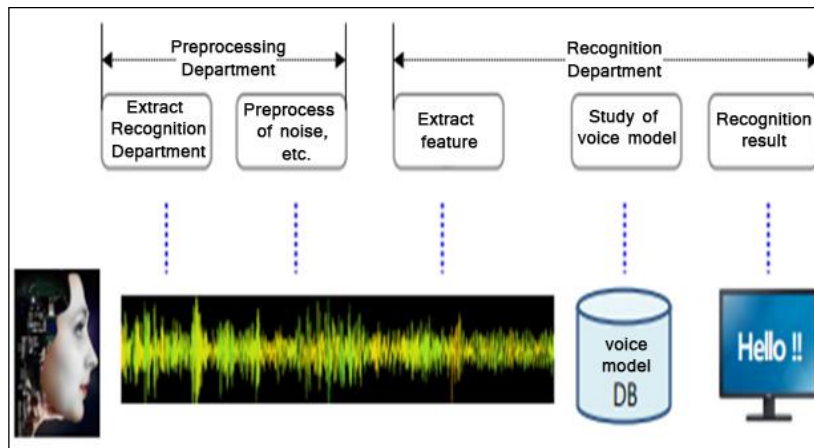 Preprocessing
Department
Recognition
Department
Extract
Recognition
Department
Preprocess
of noise,
etc.
Extract
feature
Study of
voice model
Recognition
result
voice
model
DB
Hello !!